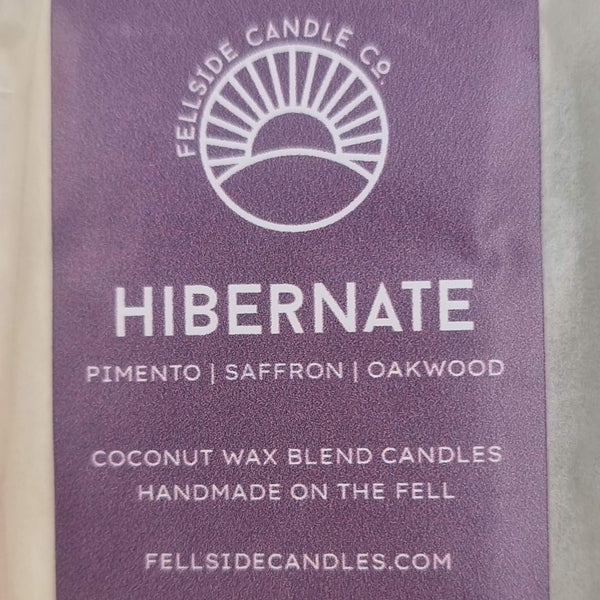 FELLSIDE CANDLE CO.
HIBERNATE
PIMENTO | SAFFRON | OAKWOOD
COCONUT WAX BLEND CANDLES
HANDMADE ON THE FELL
FELLSIDECANDLES.COM